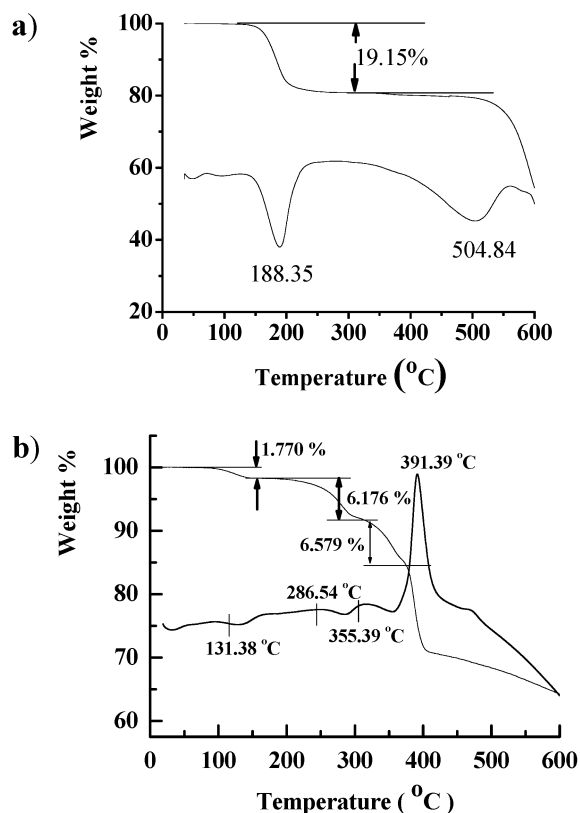 a)
Weight %
100
80
60
40
20
19.15%
188.35
504.84
0 100 200 300 400 500 600
Temperature (°C)
b)
Weight %
100
90
80
70
60
1.770 %
6.176 %
6.579 %
391.39 °C
286.54 °C
131.38 °C
355.39 °C
0 100 200 300 400 500 600
Temperature ( °C)